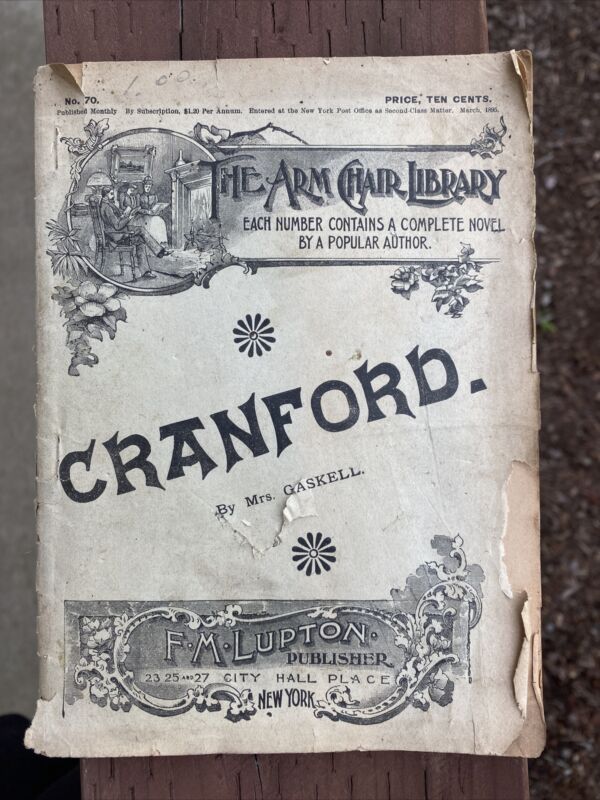 1.00
No. 70.
PRICE, TEN CENTS.
Published Monthly By Subscription, $1.20 Per Annum. Entered at the New York Post Office as Second-Class Matter. March, 1895.
THE ARM CHAIR LIBRARY
EACH NUMBER CONTAINS A COMPLETE NOVEL
BY A POPULAR AUTHOR.
CRANFORD.
By Mrs. GASKELL.
F. M. LUPTON.
PUBLISHER
23 25 AND 27 CITY HALL PLACE
NEW YORK.